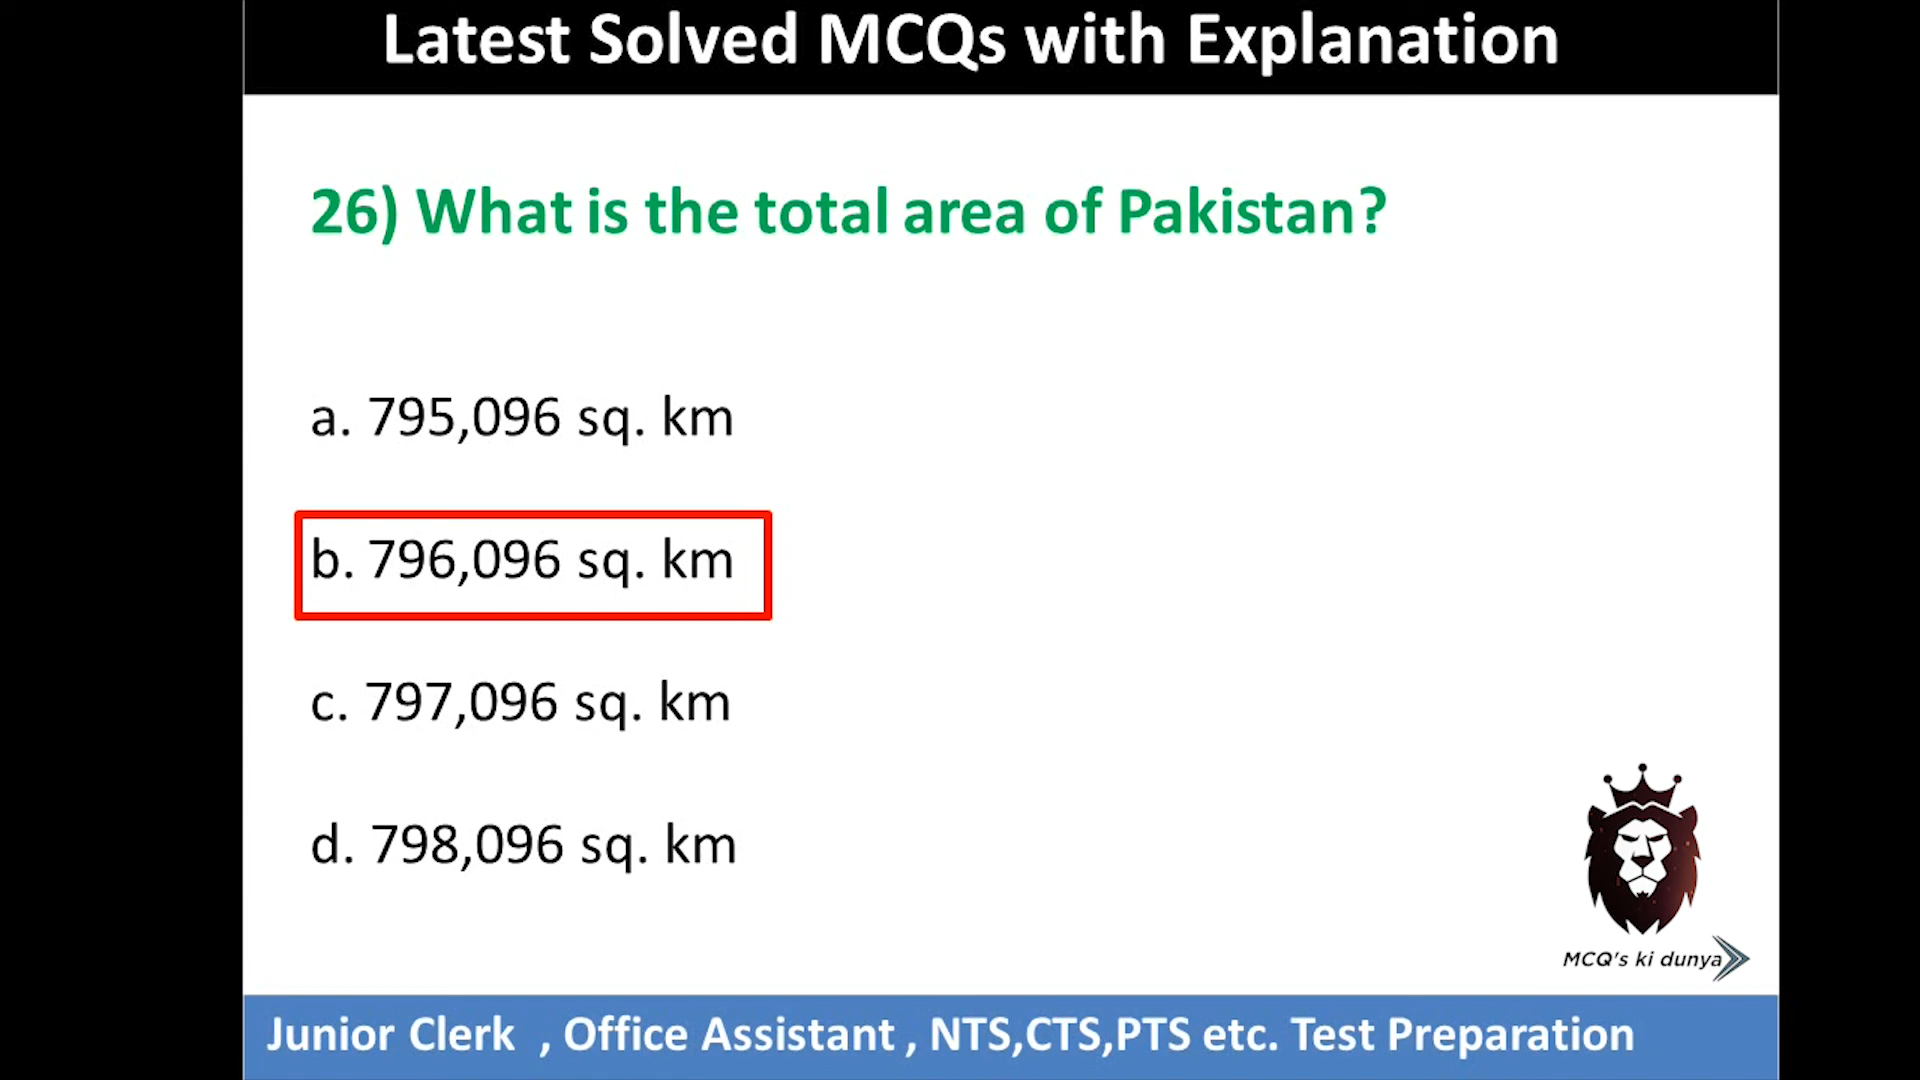 Latest Solved MCQs with Explanation
26) What is the total area of Pakistan?
a. 795,096 sq. km
b. 796,096 sq. km
c. 797,096 sq. km
d. 798,096 sq. km
MCQ's ki dunya
Junior Clerk , Office Assistant , NTS,CTS,PTS etc. Test Preparation